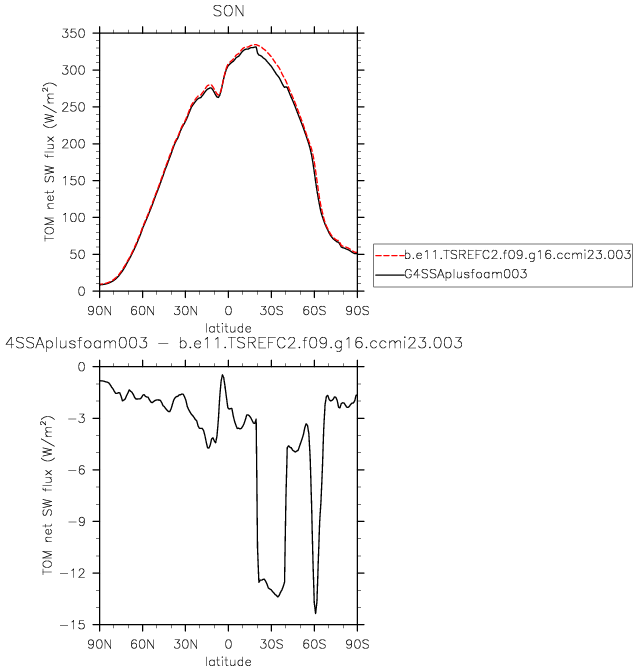 SON
TOM net SW flux (W/m²)
350
300
250
200
150
100
50
0
90N 60N 30N 0 30S 60S 90S
latitude
b.e11.TSREFC2.f09.g16.ccmi23.003
G4SSAplusfoam003
4SSAplusfoam003 – b.e11.TSREFC2.f09.g16.ccmi23.003
TOM net SW flux (W/m²)
0
−3
−6
−9
−12
−15
90N 60N 30N 0 30S 60S 90S
latitude